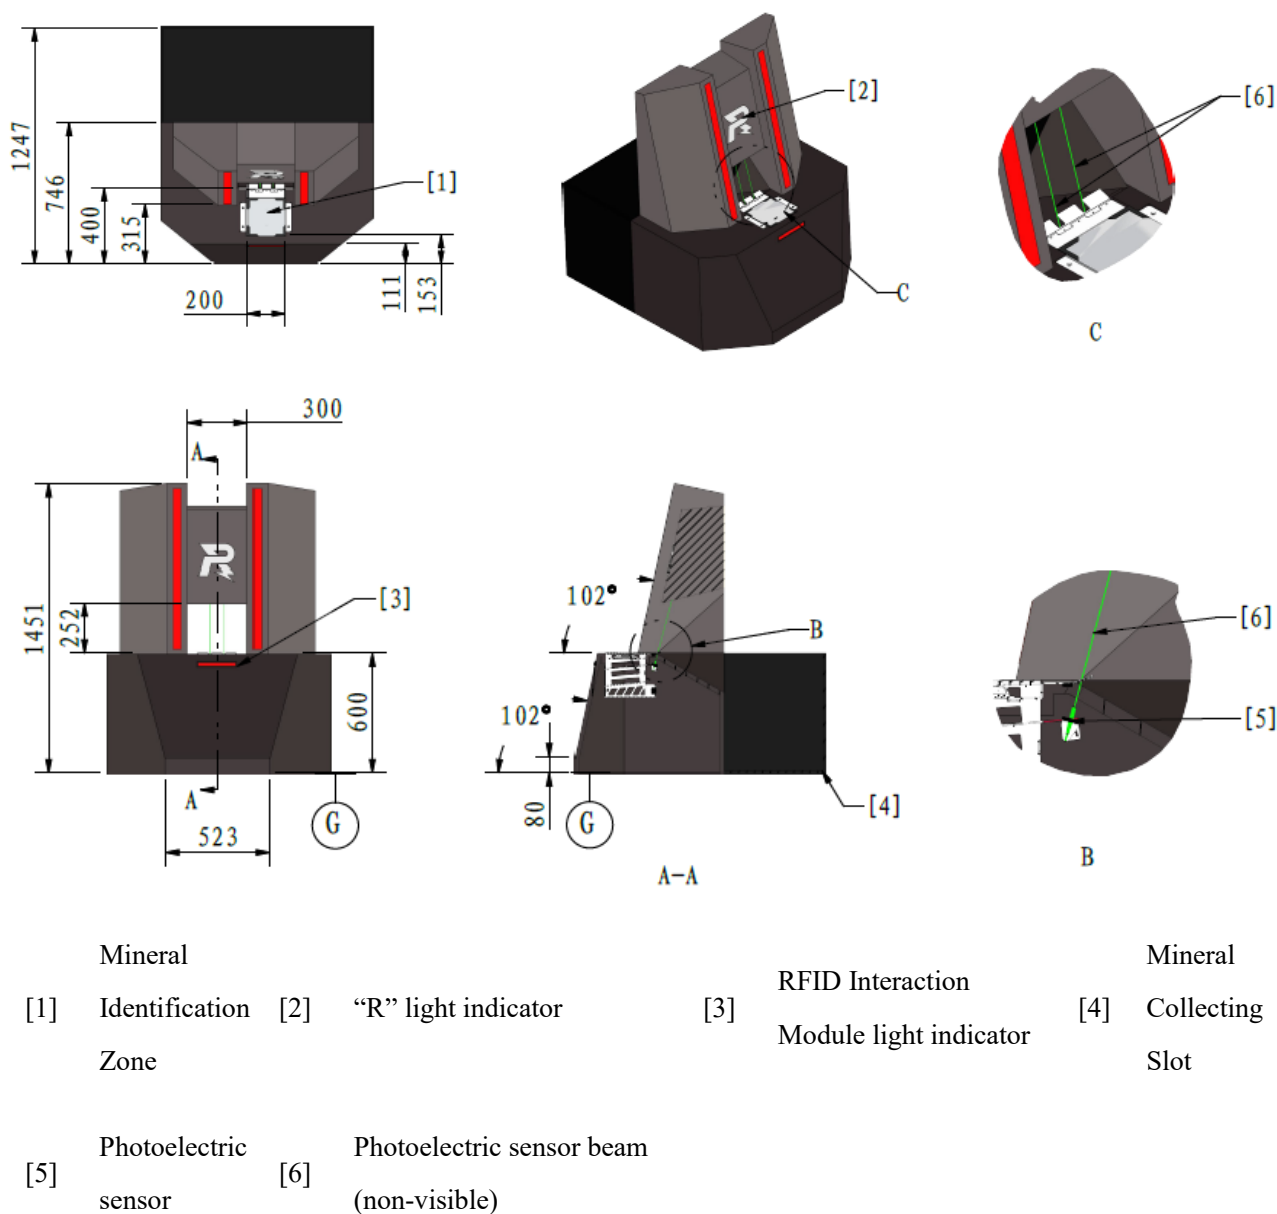 1247
746
400
315
200
111
153
[1]
[2]
C
[6]
C
300
A
R
1451
252
[3]
600
A
523
G
102°
B
102°
80
G
[4]
A-A
[6]
[5]
B
[1] Mineral Identification Zone
[2] “R” light indicator
[3] RFID Interaction Module light indicator
[4] Mineral Collecting Slot
[5] Photoelectric sensor
[6] Photoelectric sensor beam (non-visible)